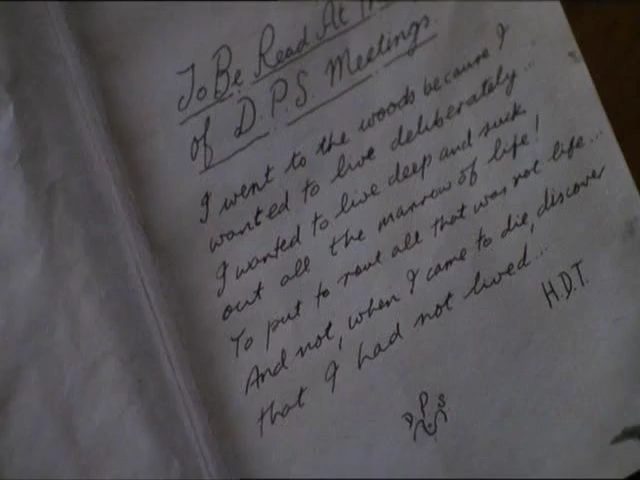 To Be Read At
of D.P.S. Meetings
I went to the woods because I
wanted to live deliberately...
I wanted to live deep and suck
out all the marrow of life!
To put to rout all that was not life...
And not, when I came to die, discover
that I had not lived...
H.D.T.
D P S